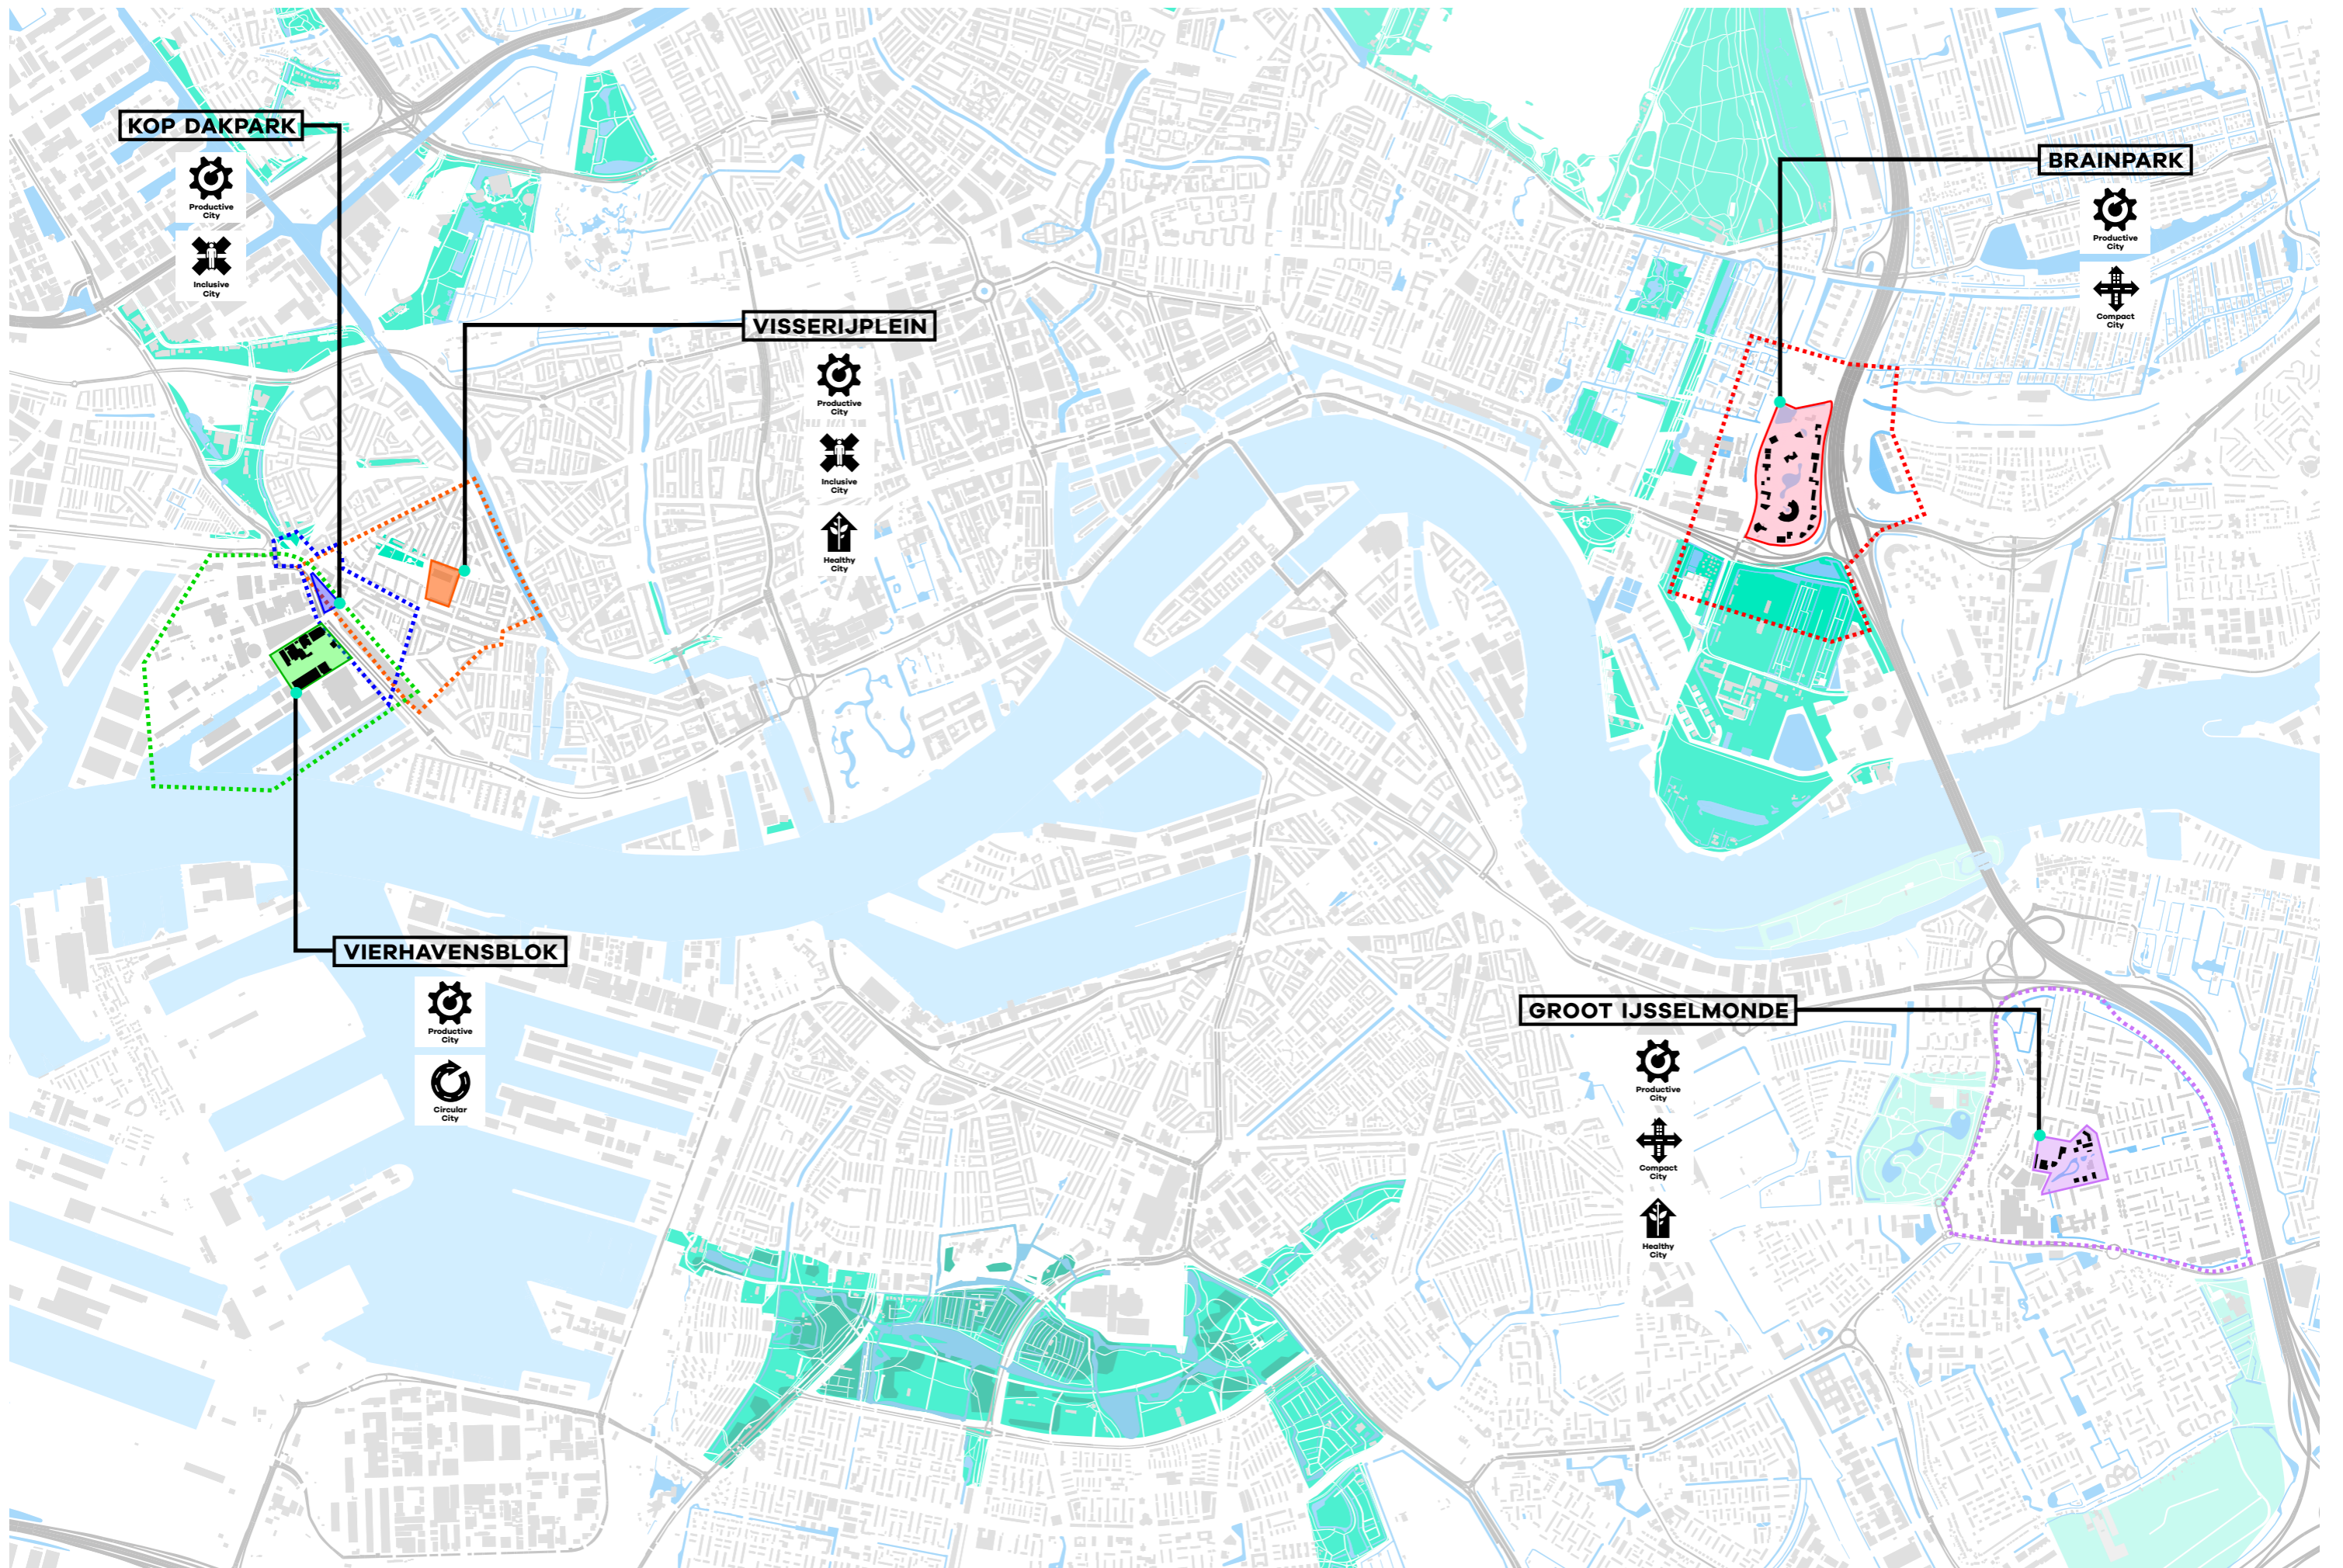 KOP DAKPARK
Productive
City
Inclusive
City
VISSERIJPLEIN
Productive
City
Inclusive
City
Healthy
City
BRAINPARK
Productive
City
Compact
City
VIERHAVENSBLOK
Productive
City
Circular
City
GROOT IJSSELMONDE
Productive
City
Compact
City
Healthy
City